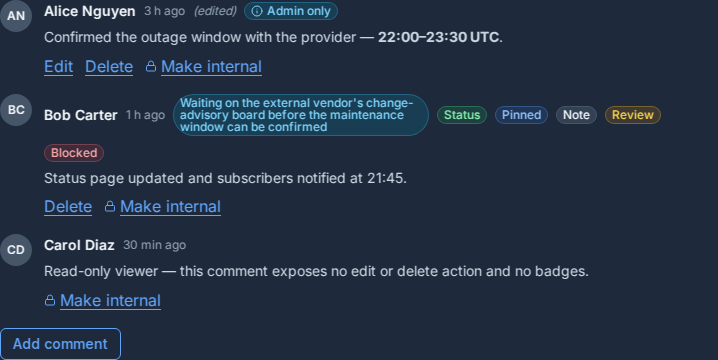 AN Alice Nguyen 3 h ago (edited) Admin only
Confirmed the outage window with the provider — 22:00–23:30 UTC.
Edit Delete Make internal
BC Bob Carter 1 h ago Waiting on the external vendor's change-
advisory board before the maintenance
window can be confirmed
Status Pinned Note Review
Blocked
Status page updated and subscribers notified at 21:45.
Delete Make internal
CD Carol Diaz 30 min ago
Read-only viewer — this comment exposes no edit or delete action and no badges.
Make internal
Add comment